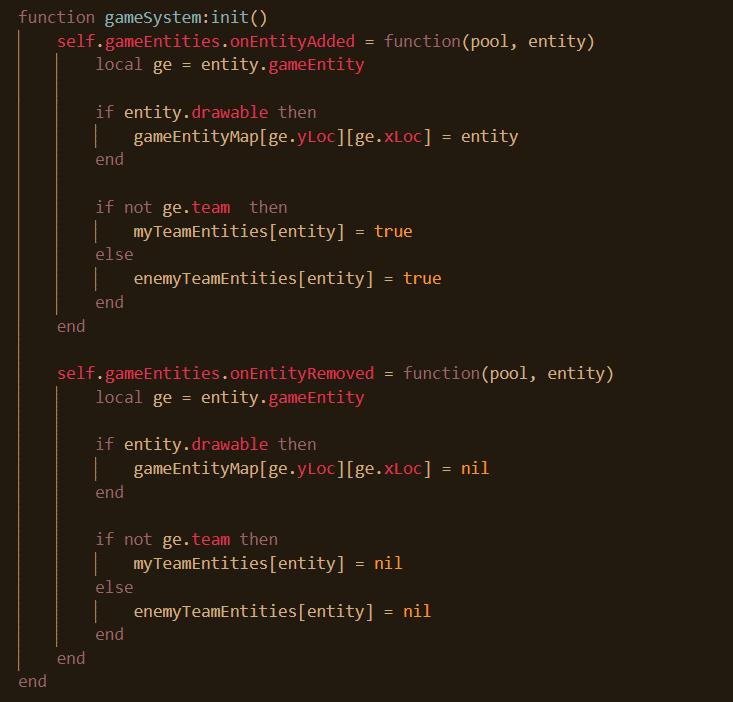 function gameSystem:init()
    self.gameEntities.onEntityAdded = function(pool, entity)
        local ge = entity.gameEntity

        if entity.drawable then
            gameEntityMap[ge.yLoc][ge.xLoc] = entity
        end

        if not ge.team  then
            myTeamEntities[entity] = true
        else
            enemyTeamEntities[entity] = true
        end
    end

    self.gameEntities.onEntityRemoved = function(pool, entity)
        local ge = entity.gameEntity

        if entity.drawable then
            gameEntityMap[ge.yLoc][ge.xLoc] = nil
        end

        if not ge.team then
            myTeamEntities[entity] = nil
        else
            enemyTeamEntities[entity] = nil
        end
    end
end